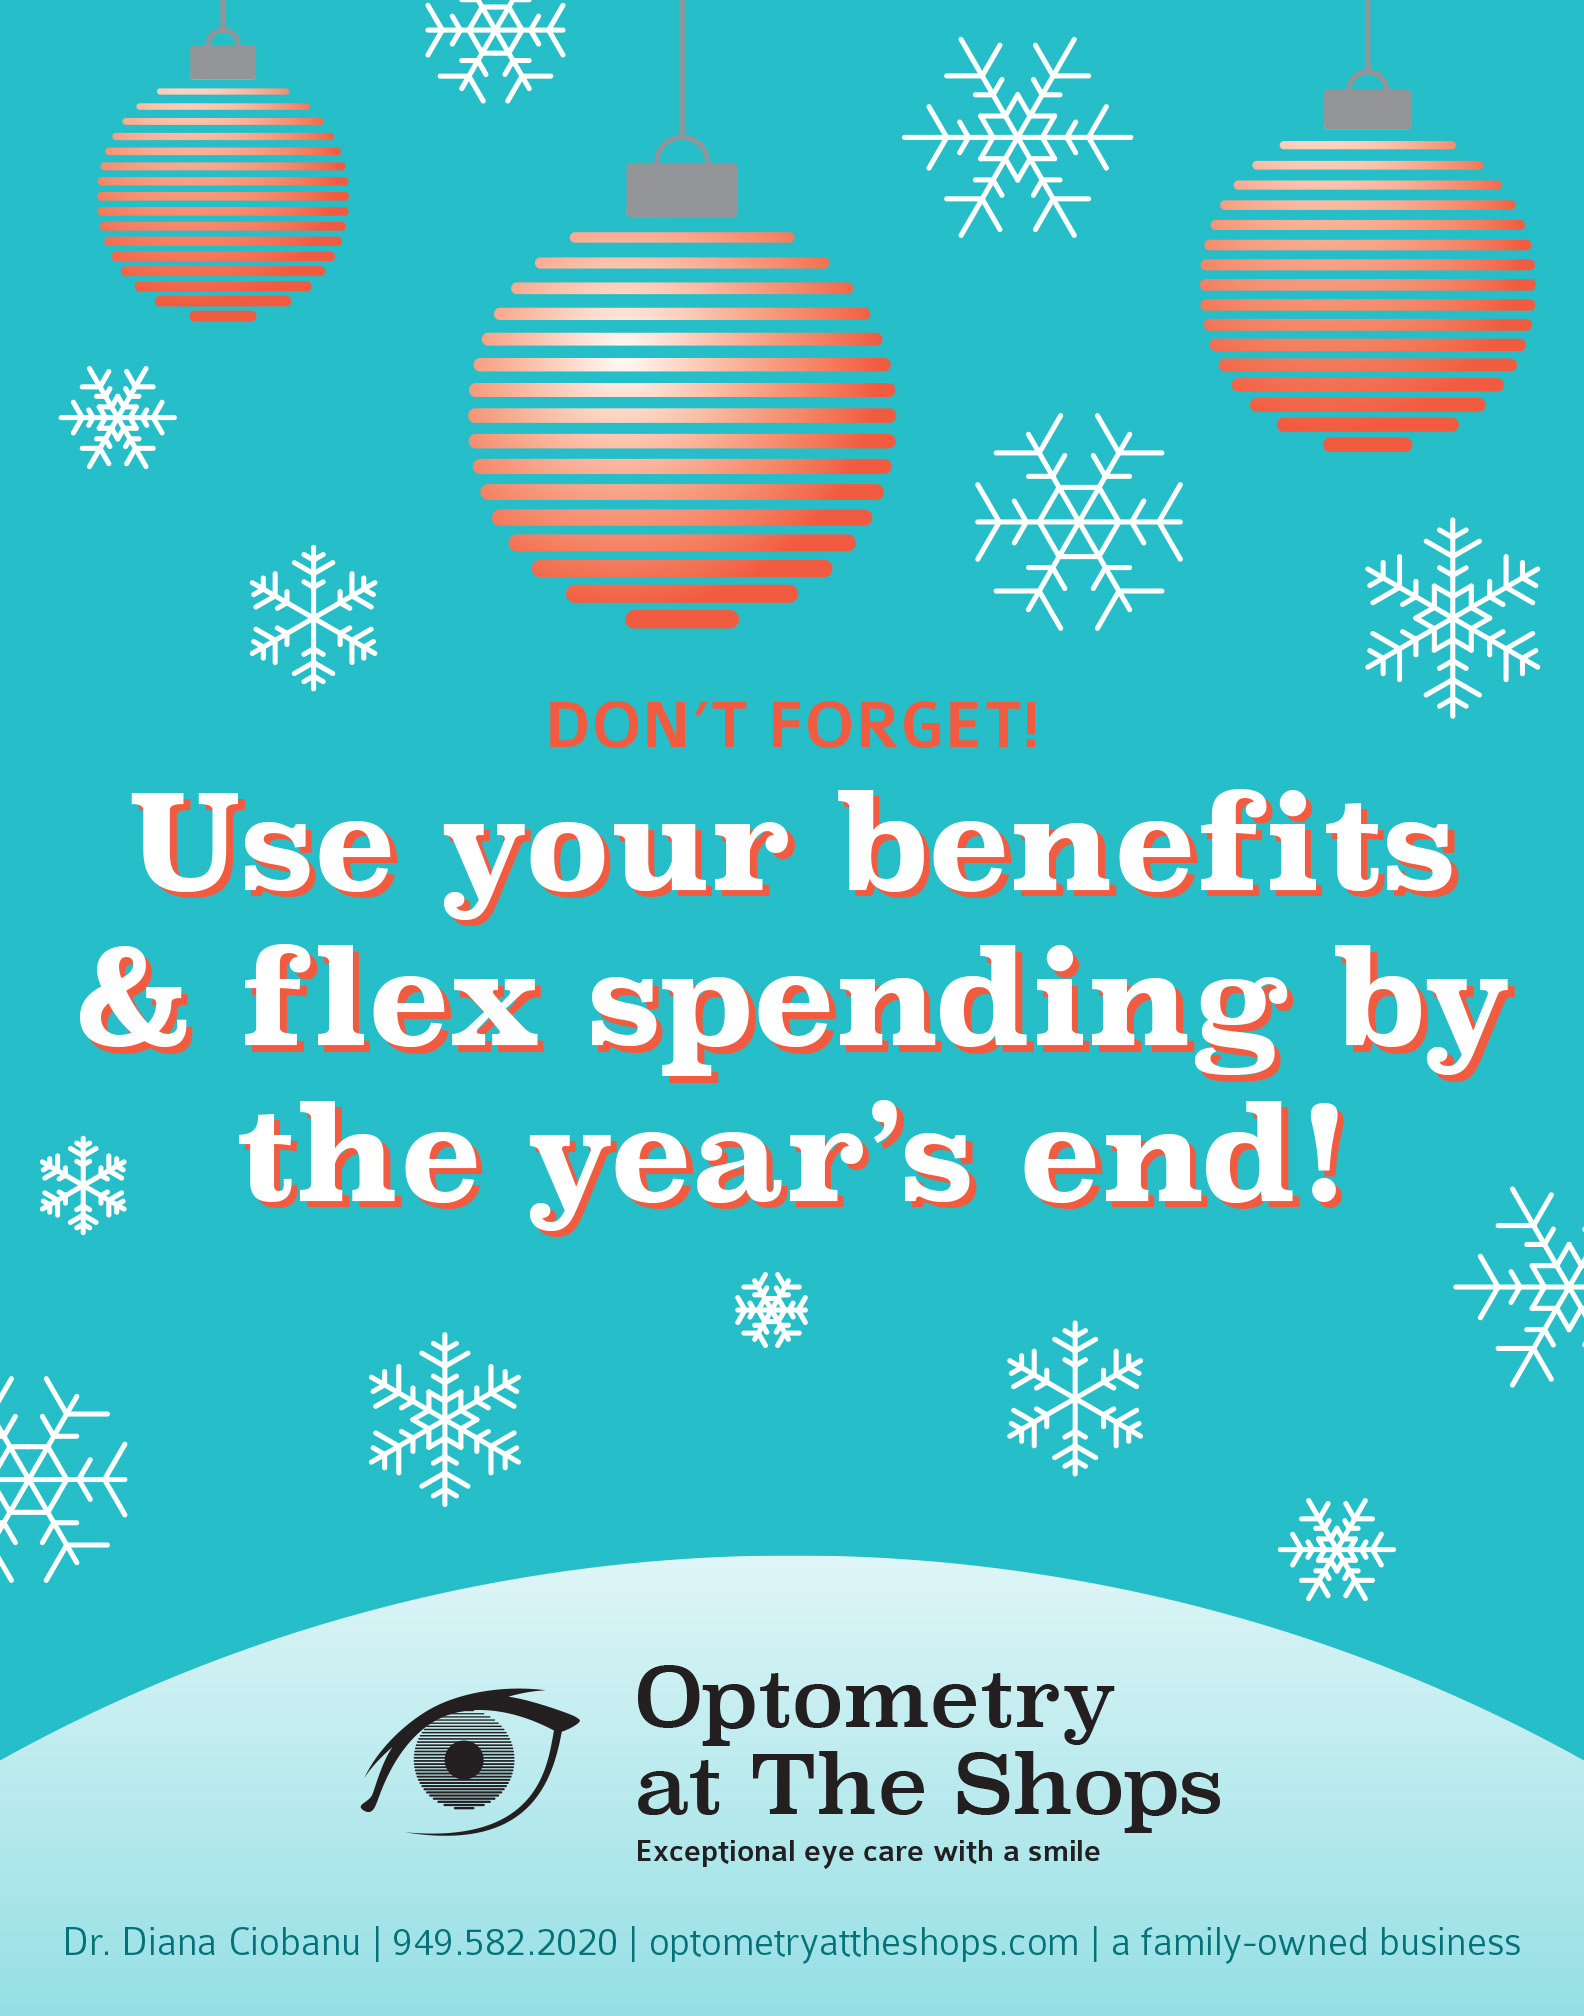 DON'T FORGET!
Use your benefits
& flex spending by
the year's end!
Optometry
at The Shops
Exceptional eye care with a smile
Dr. Diana Ciobanu | 949.582.2020 | optometryattheshops.com | a family-owned business